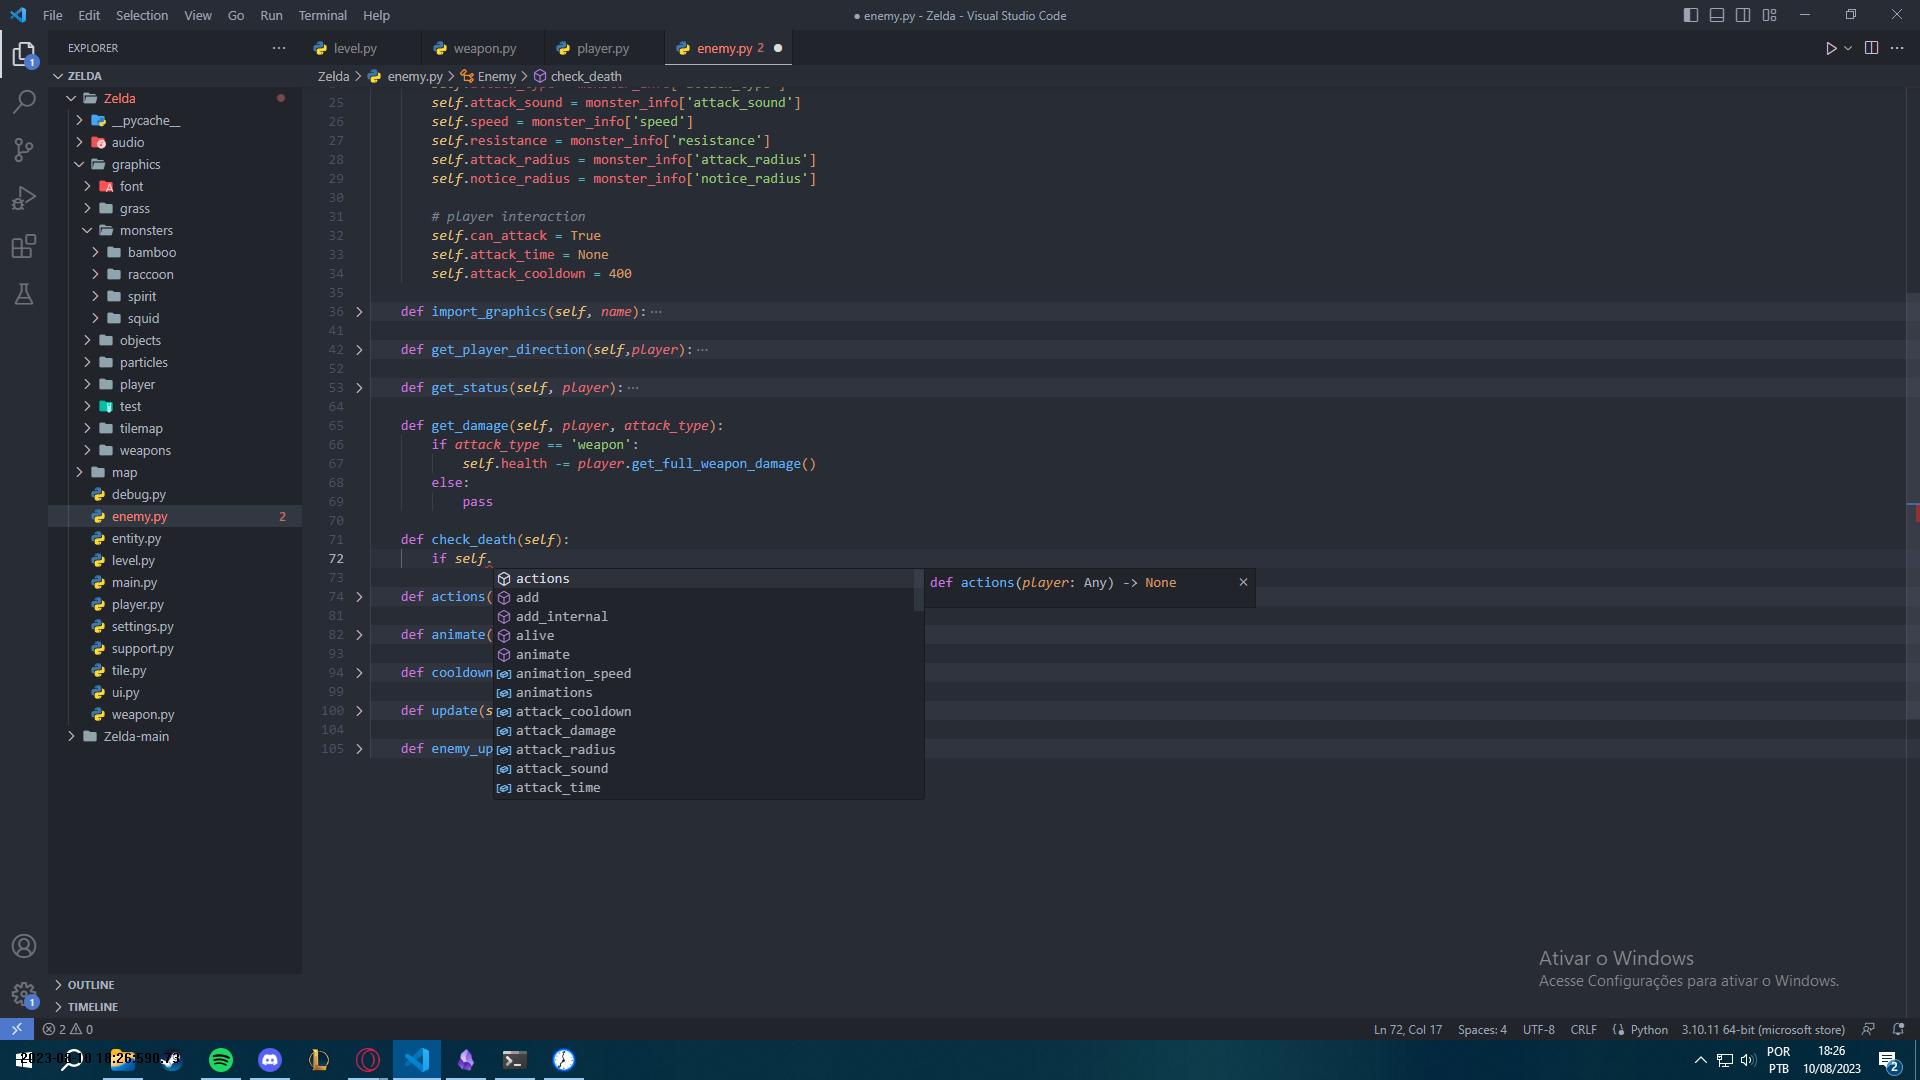 File Edit Selection View Go Run Terminal Help
● enemy.py - Zelda - Visual Studio Code
EXPLORER
level.py weapon.py player.py enemy.py 2
ZELDA
Zelda > enemy.py > Enemy > check_death
Zelda
__pycache__
audio
graphics
font
grass
monsters
bamboo
raccoon
spirit
squid
objects
particles
player
test
tilemap
weapons
map
debug.py
enemy.py 2
entity.py
level.py
main.py
player.py
settings.py
support.py
tile.py
ui.py
weapon.py
Zelda-main
OUTLINE
TIMELINE
25 self.attack_sound = monster_info['attack_sound']
26 self.speed = monster_info['speed']
27 self.resistance = monster_info['resistance']
28 self.attack_radius = monster_info['attack_radius']
29 self.notice_radius = monster_info['notice_radius']
30
31 # player interaction
32 self.can_attack = True
33 self.attack_time = None
34 self.attack_cooldown = 400
35
36 def import_graphics(self, name):···
41
42 def get_player_direction(self,player):···
52
53 def get_status(self, player):···
64
65 def get_damage(self, player, attack_type):
66 if attack_type == 'weapon':
67 self.health -= player.get_full_weapon_damage()
68 else:
69 pass
70
71 def check_death(self):
72 if self.
73
74 def actions(
81
82 def animate(
93
94 def cooldown
99
100 def update(s
104
105 def enemy_up
actions
add
add_internal
alive
animate
animation_speed
animations
attack_cooldown
attack_damage
attack_radius
attack_sound
attack_time
def actions(player: Any) -> None
Ativar o Windows
Acesse Configurações para ativar o Windows.
1
1
2 0
Ln 72, Col 17 Spaces: 4 UTF-8 CRLF Python 3.10.11 64-bit (microsoft store)
POR
PTB
18:26
10/08/2023
2